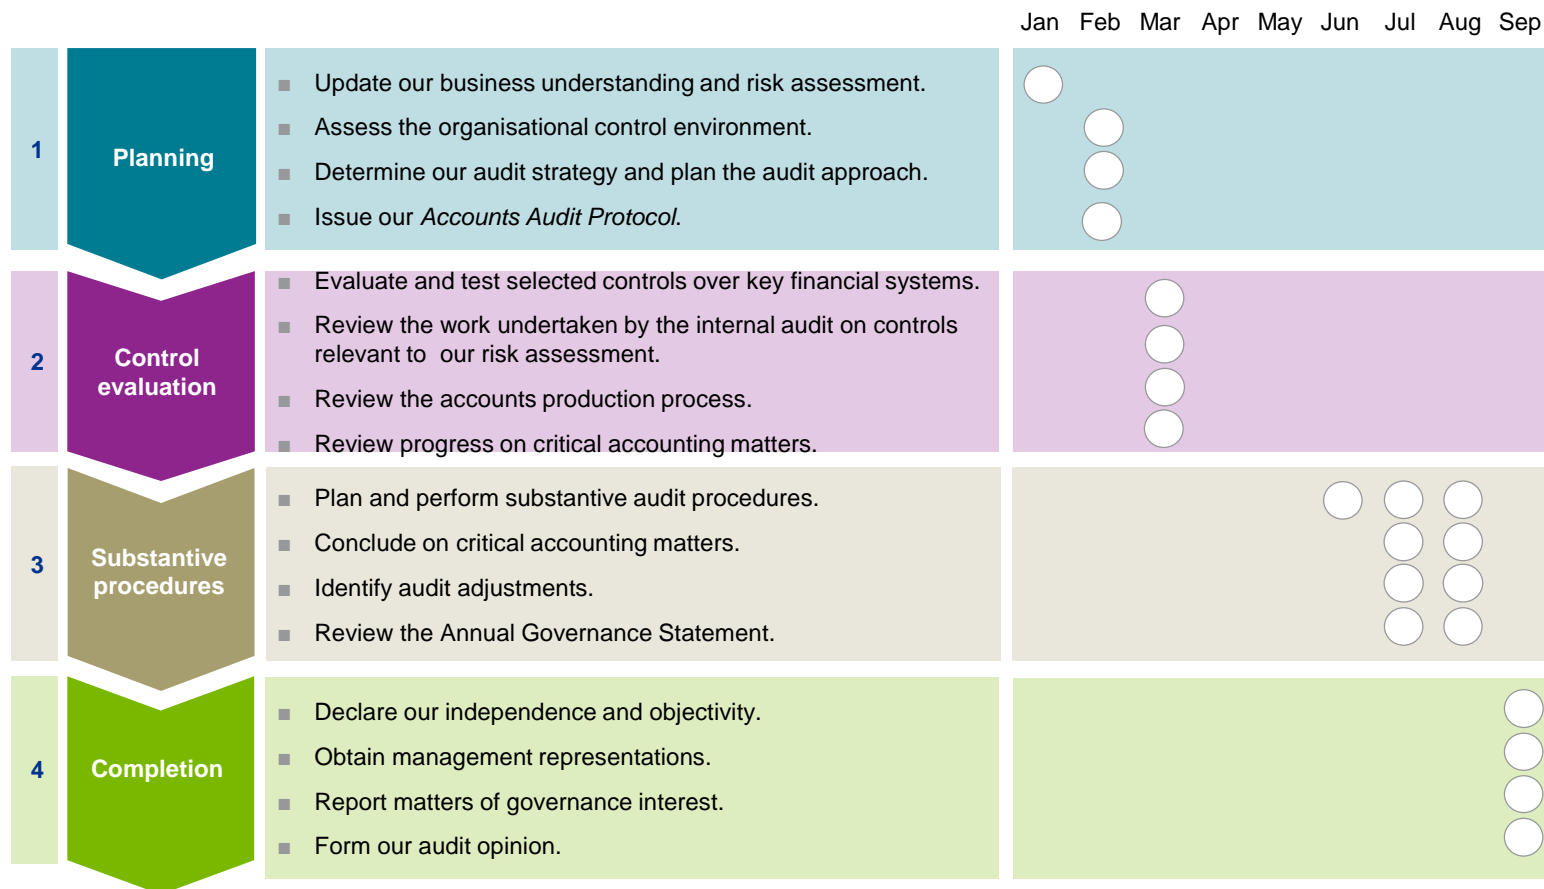 Jan Feb Mar Apr May Jun Jul Aug Sep
1
Planning
■ Update our business understanding and risk assessment.
■ Assess the organisational control environment.
■ Determine our audit strategy and plan the audit approach.
■ Issue our Accounts Audit Protocol.
2
Control
evaluation
■ Evaluate and test selected controls over key financial systems.
■ Review the work undertaken by the internal audit on controls
relevant to  our risk assessment.
■ Review the accounts production process.
■ Review progress on critical accounting matters.
3
Substantive
procedures
■ Plan and perform substantive audit procedures.
■ Conclude on critical accounting matters.
■ Identify audit adjustments.
■ Review the Annual Governance Statement.
4
Completion
■ Declare our independence and objectivity.
■ Obtain management representations.
■ Report matters of governance interest.
■ Form our audit opinion.